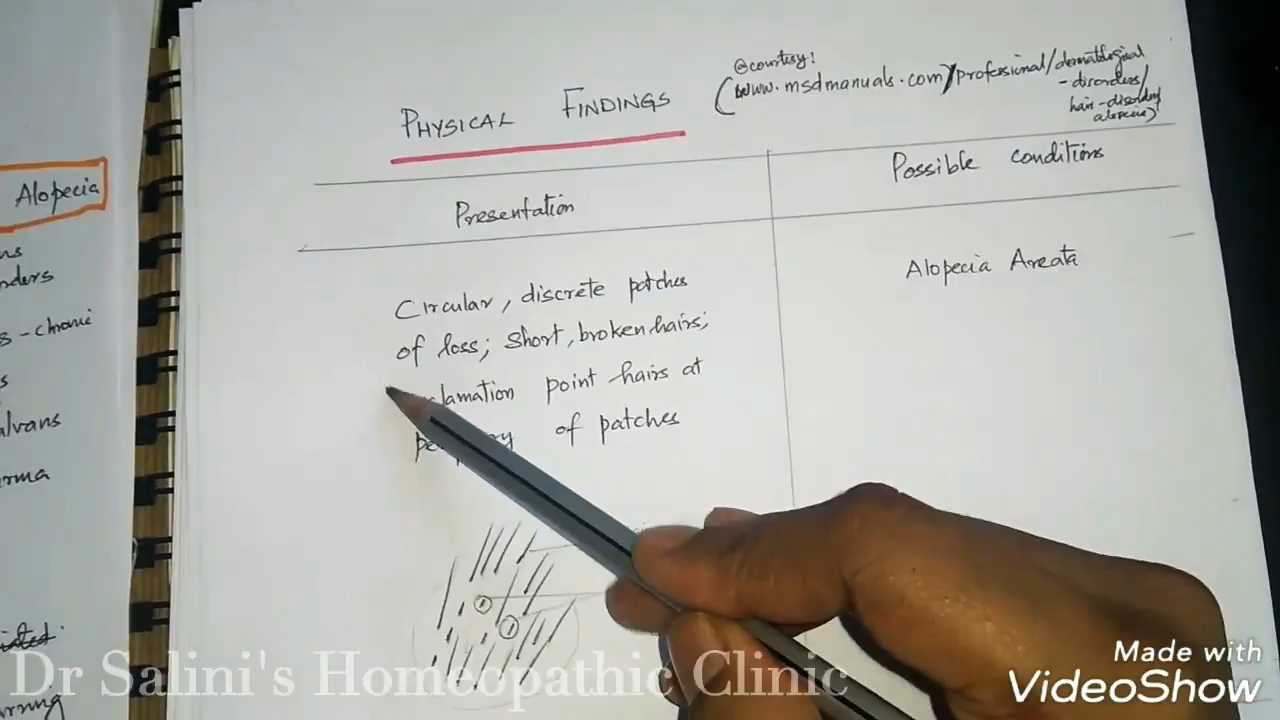 Alopecia
PHYSICAL FINDINGS
@courtesy:
(www.msdmanuals.com/professional/dermatological
-disorders/
hair-disorders/
alopecia)
Presentation
Possible conditions
Circular, discrete patches
of loss; short, broken hairs;
point hairs at
of patches
Alopecia Areata
- chronic
Dr Salini's Homeopathic Clinic
Made with
VideoShow